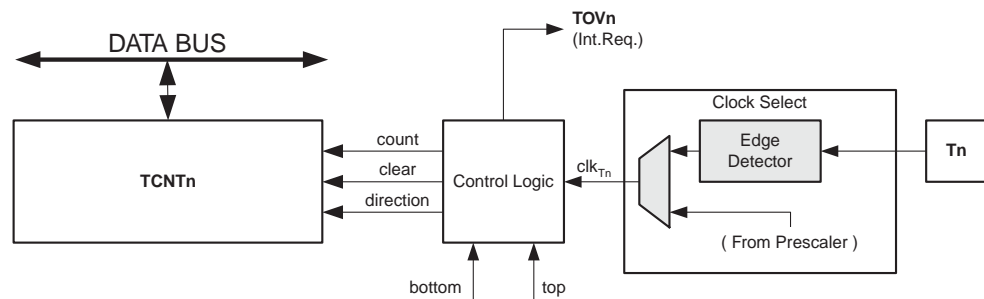 TOVn
(Int.Req.)
DATA BUS
Clock Select
count
Edge
Detector
Tn
TCNTn
clear
Control Logic
clkTn
direction
( From Prescaler )
bottom
top